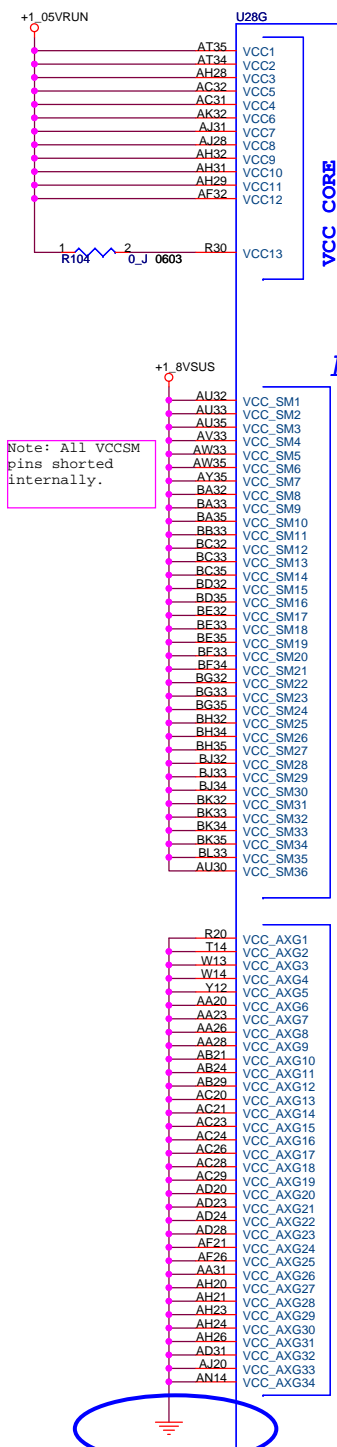 +1_05VRUN
U28G
AT35 VCC1
AT34 VCC2
AH28 VCC3
AC32 VCC5
AC31 VCC4
AK32 VCC6
AJ31 VCC7
AJ28 VCC8
AH32 VCC9
AH31 VCC10
AH29 VCC11
AF32 VCC12
1 2 R30 VCC13
R104 0_J 0603
VCC CORE
+1_8VSUS
AU32 VCC_SM1
AU33 VCC_SM2
AU35 VCC_SM3
AV33 VCC_SM4
AW33 VCC_SM5
AW35 VCC_SM6
AY35 VCC_SM7
BA32 VCC_SM8
BA33 VCC_SM9
BA35 VCC_SM10
BB33 VCC_SM11
BC32 VCC_SM12
BC33 VCC_SM13
BC35 VCC_SM14
BD32 VCC_SM15
BD35 VCC_SM16
BE32 VCC_SM17
BE33 VCC_SM18
BE35 VCC_SM19
BF33 VCC_SM20
BF34 VCC_SM21
BG32 VCC_SM22
BG33 VCC_SM23
BG35 VCC_SM24
BH32 VCC_SM25
BH34 VCC_SM26
BH35 VCC_SM27
BJ32 VCC_SM28
BJ33 VCC_SM29
BJ34 VCC_SM30
BK32 VCC_SM31
BK33 VCC_SM32
BK34 VCC_SM33
BK35 VCC_SM34
BL33 VCC_SM35
AU30 VCC_SM36
Note: All VCCSM
pins shorted
internally.
R20 VCC_AXG1
T14 VCC_AXG2
W13 VCC_AXG3
W14 VCC_AXG4
Y12 VCC_AXG5
AA20 VCC_AXG6
AA23 VCC_AXG7
AA26 VCC_AXG8
AA28 VCC_AXG9
AB21 VCC_AXG10
AB24 VCC_AXG11
AB29 VCC_AXG12
AC20 VCC_AXG13
AC21 VCC_AXG14
AC23 VCC_AXG15
AC24 VCC_AXG16
AC26 VCC_AXG17
AC28 VCC_AXG18
AC29 VCC_AXG19
AD20 VCC_AXG20
AD23 VCC_AXG21
AD24 VCC_AXG22
AD28 VCC_AXG23
AF21 VCC_AXG24
AF26 VCC_AXG25
AA31 VCC_AXG26
AH20 VCC_AXG27
AH21 VCC_AXG28
AH23 VCC_AXG29
AH24 VCC_AXG30
AH26 VCC_AXG31
AD31 VCC_AXG32
AJ20 VCC_AXG33
AN14 VCC_AXG34